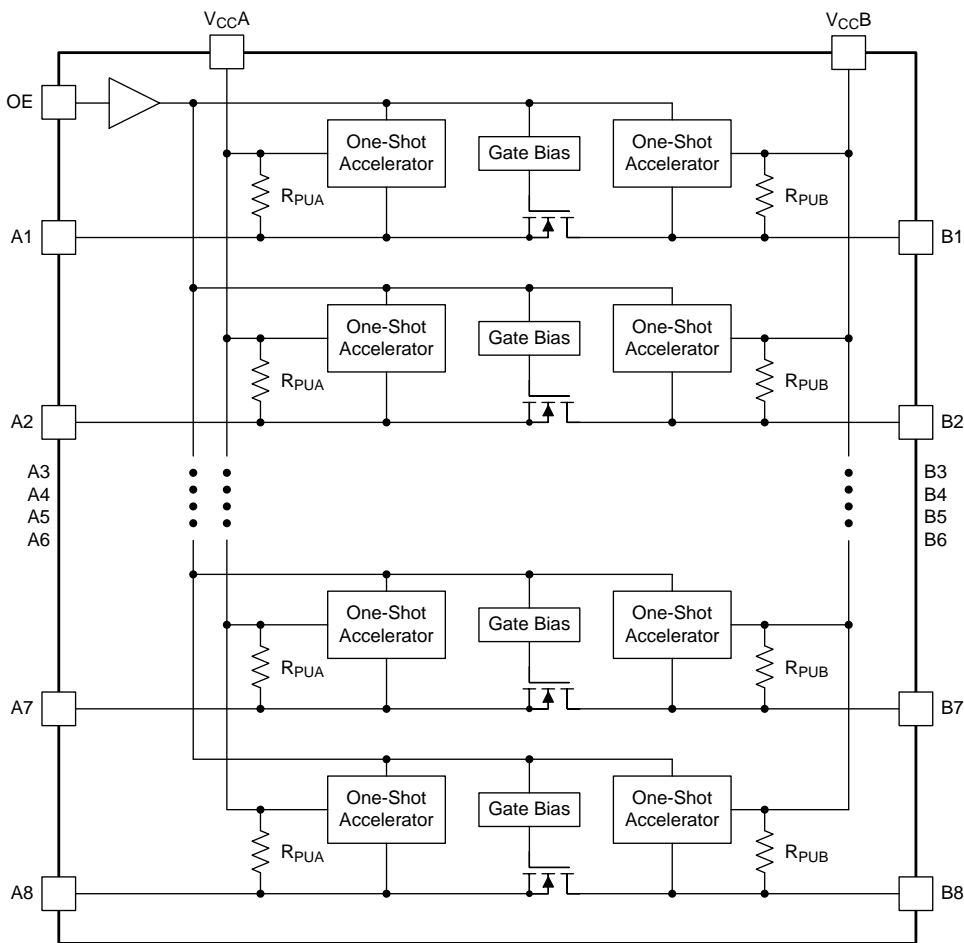 VCCA
VCCB
OE
One-Shot
Accelerator
Gate Bias
One-Shot
Accelerator
RPUA
RPUB
A1
B1
One-Shot
Accelerator
Gate Bias
One-Shot
Accelerator
RPUA
RPUB
A2
B2
A3
A4
A5
A6
B3
B4
B5
B6
One-Shot
Accelerator
Gate Bias
One-Shot
Accelerator
RPUA
RPUB
A7
B7
One-Shot
Accelerator
Gate Bias
One-Shot
Accelerator
RPUA
RPUB
A8
B8